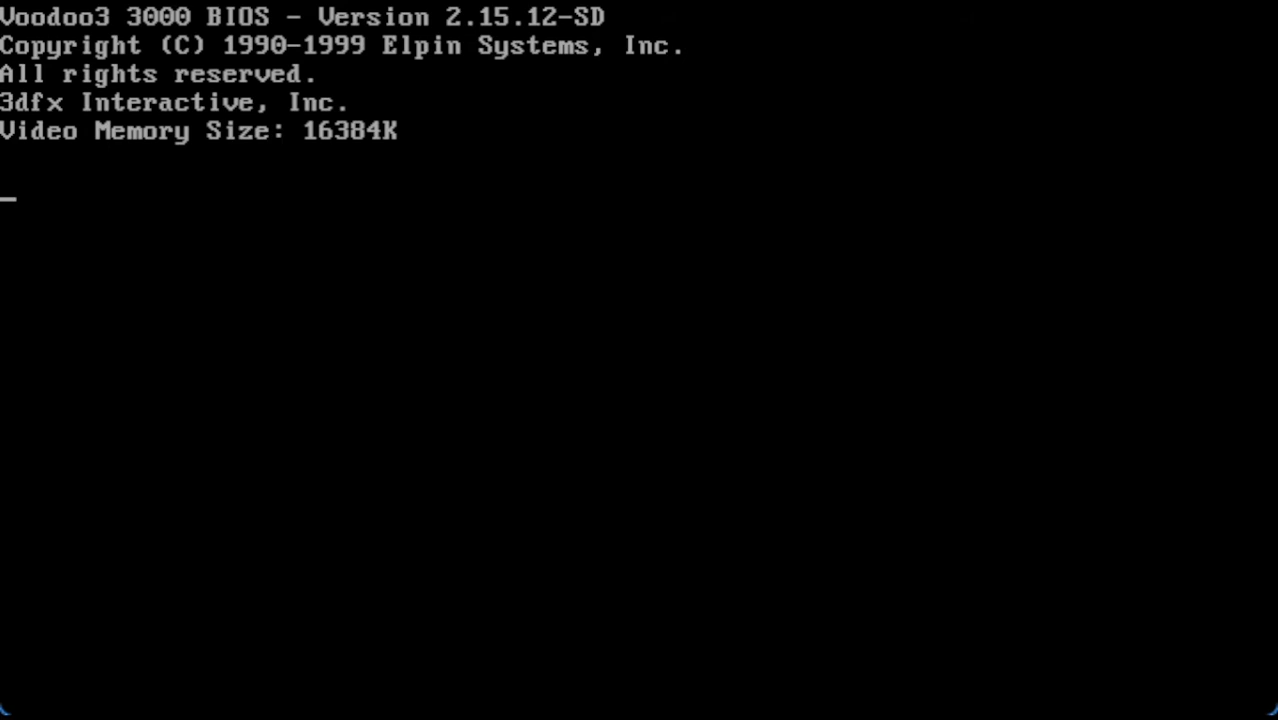 Voodoo3 3000 BIOS - Version 2.15.12-SD
Copyright (C) 1990-1999 Elpin Systems, Inc.
All rights reserved.
3dfx Interactive, Inc.
Video Memory Size: 16384K